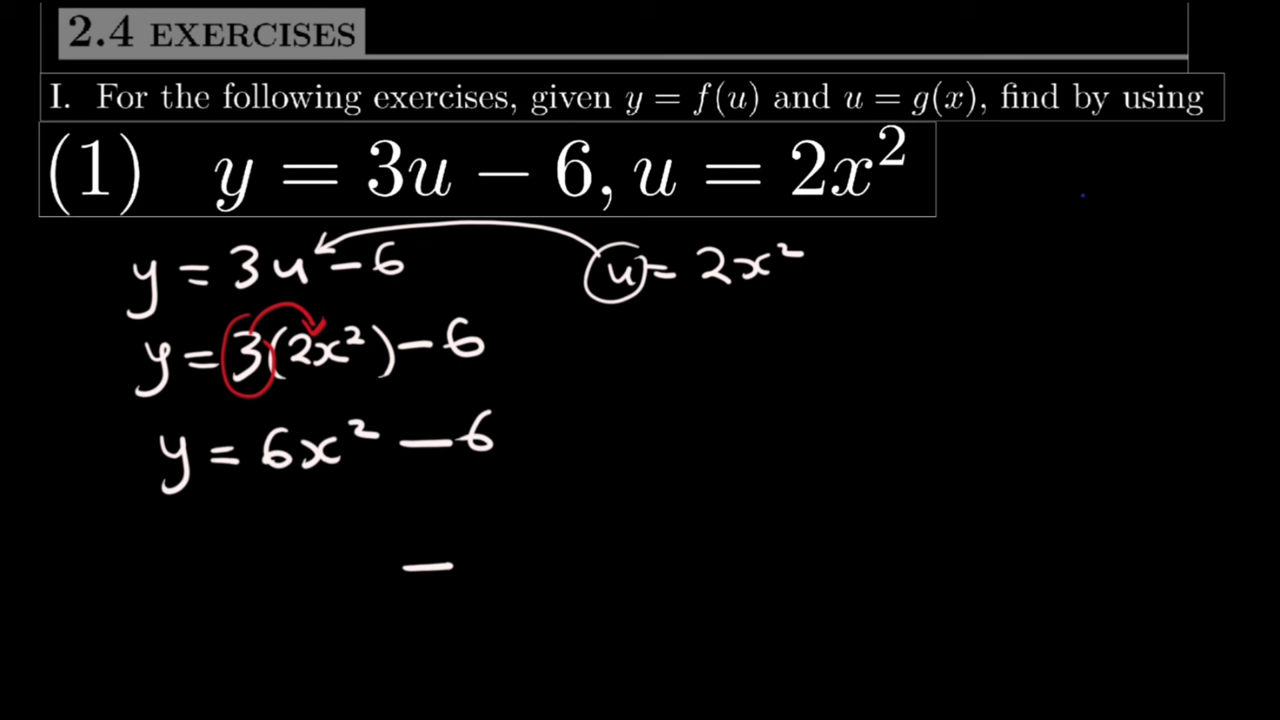 2.4 EXERCISES
I. For the following exercises, given y = f(u) and u = g(x), find by using
(1) y = 3u − 6, u = 2x²
y = 3u − 6 u = 2x²
y = 3(2x²) − 6
y = 6x² − 6
−